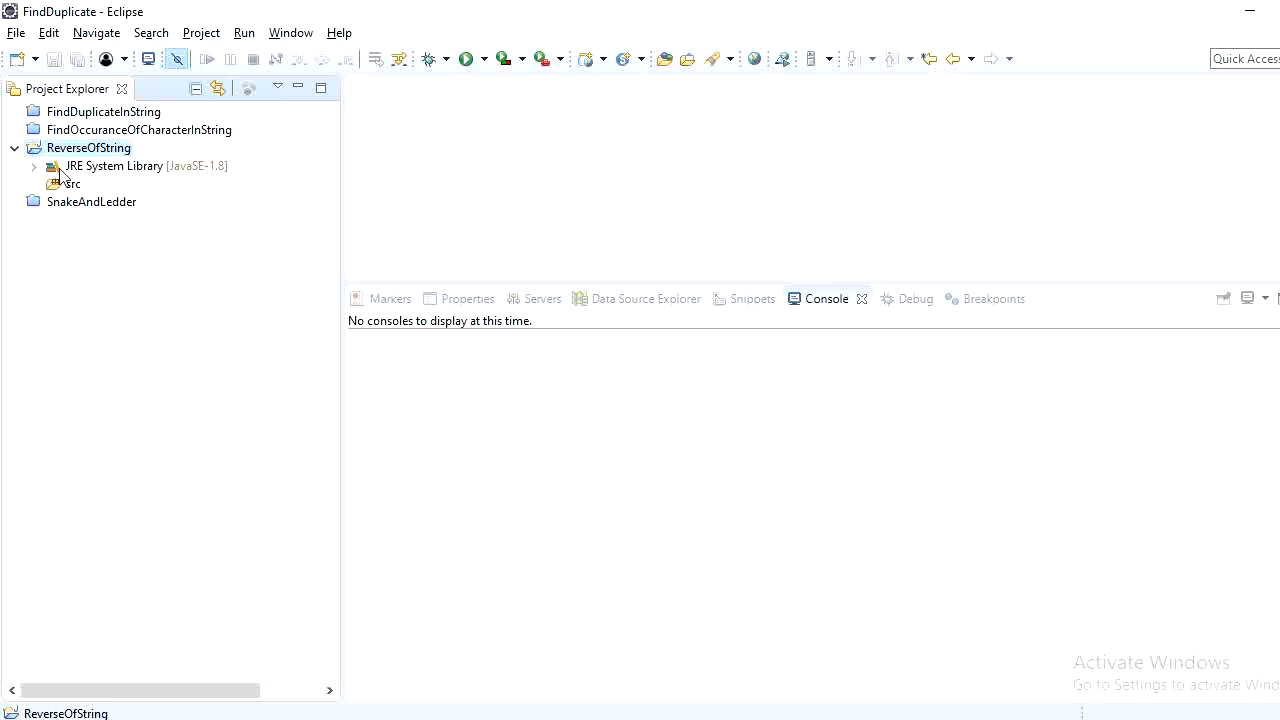 FindDuplicate - Eclipse
File Edit Navigate Search Project Run Window Help
Quick Access
Project Explorer
FindDuplicateInString
FindOccuranceOfCharacterInString
ReverseOfString
JRE System Library [JavaSE-1.8]
src
SnakeAndLedder
Markers Properties Servers Data Source Explorer Snippets Console Debug Breakpoints
No consoles to display at this time.
Activate Windows
Go to Settings to activate Wind
ReverseOfString